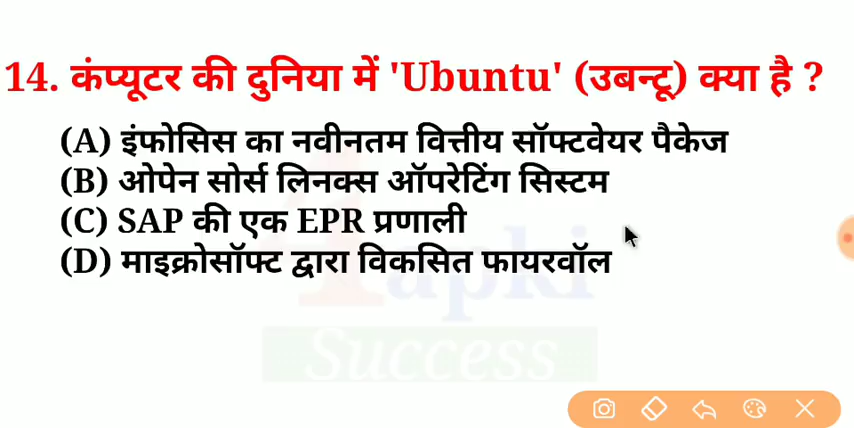 14. कंप्यूटर की दुनिया में 'Ubuntu' (उबन्टू) क्या है ?
(A) इंफोसिस का नवीनतम वित्तीय सॉफ्टवेयर पैकेज
(B) ओपेन सोर्स लिनक्स ऑपरेटिंग सिस्टम
(C) SAP की एक EPR प्रणाली
(D) माइक्रोसॉफ्ट द्वारा विकसित फायरवॉल
apki
Success